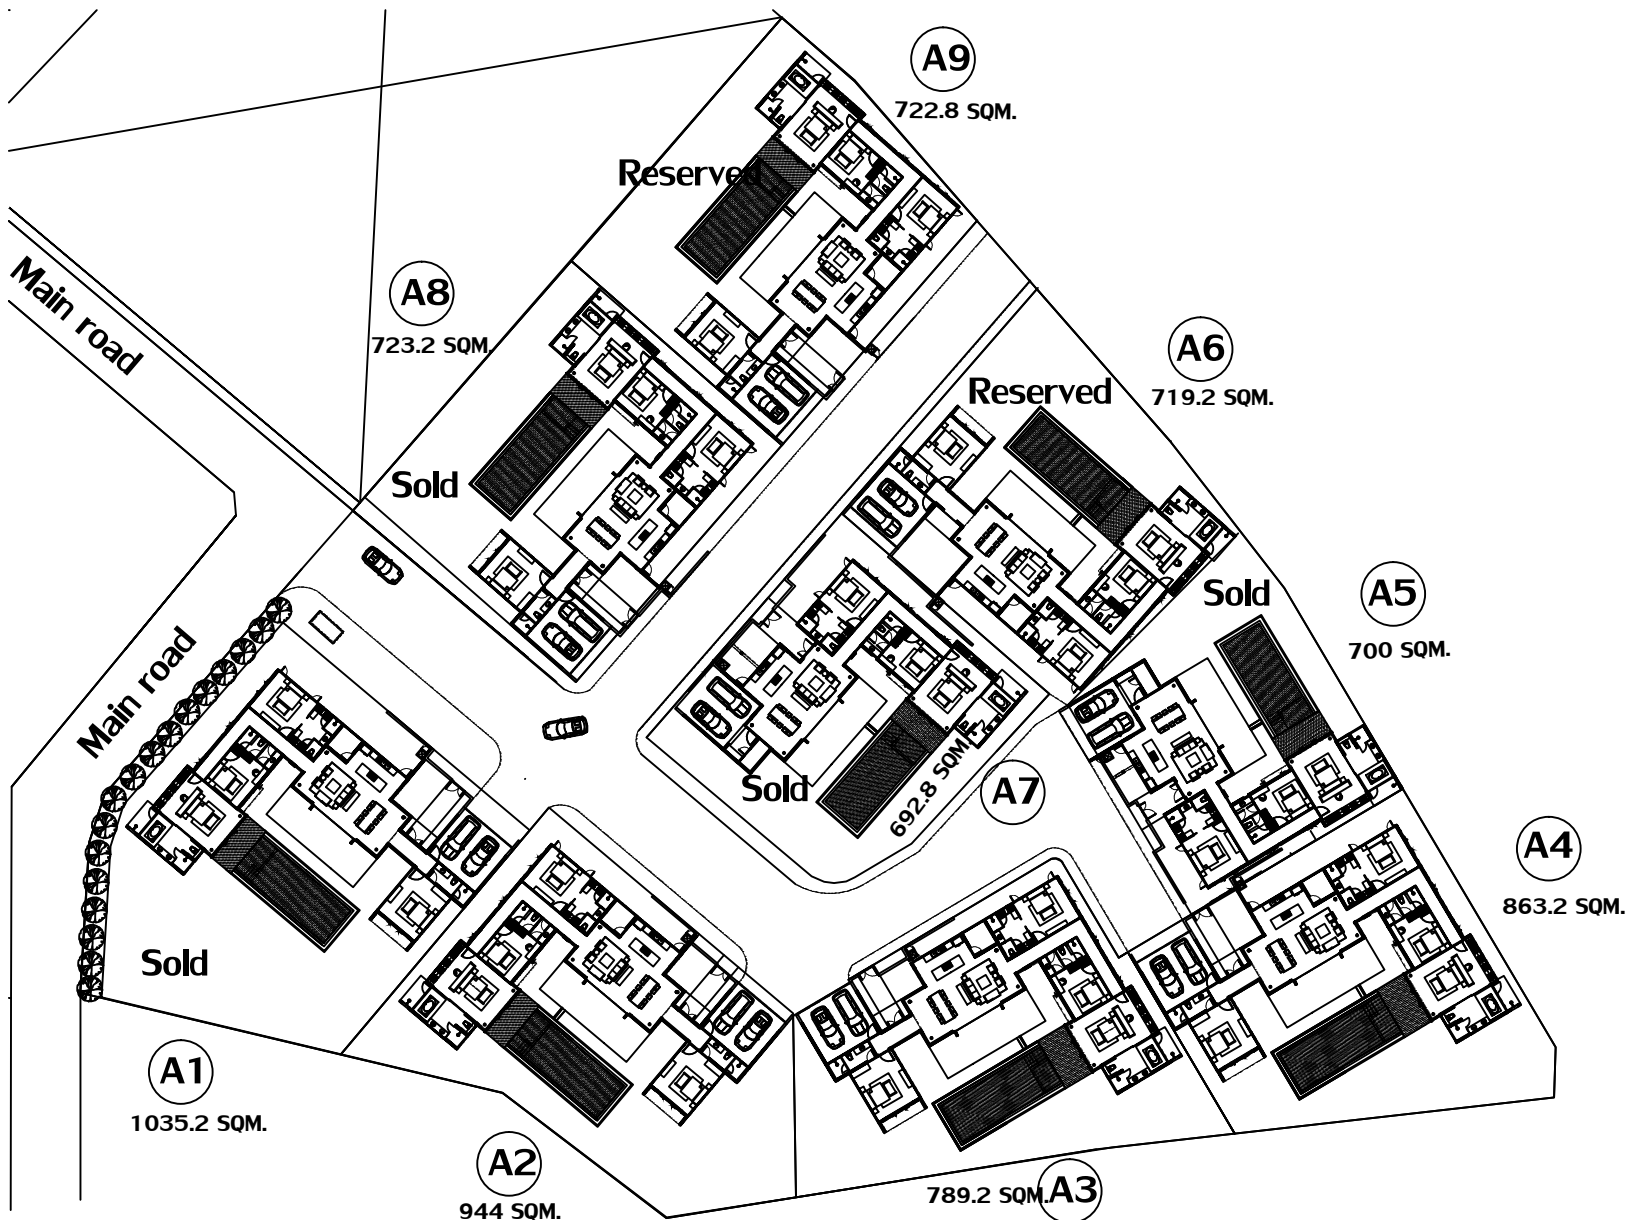 A9
722.8 SQM.
Reserved
Main road
A8
723.2 SQM.
A6
719.2 SQM.
Reserved
Sold
Sold
A5
700 SQM.
Main road
Sold
692.8 SQM.
A7
A4
863.2 SQM.
Sold
A1
1035.2 SQM.
A2
944 SQM.
789.2 SQM.
A3